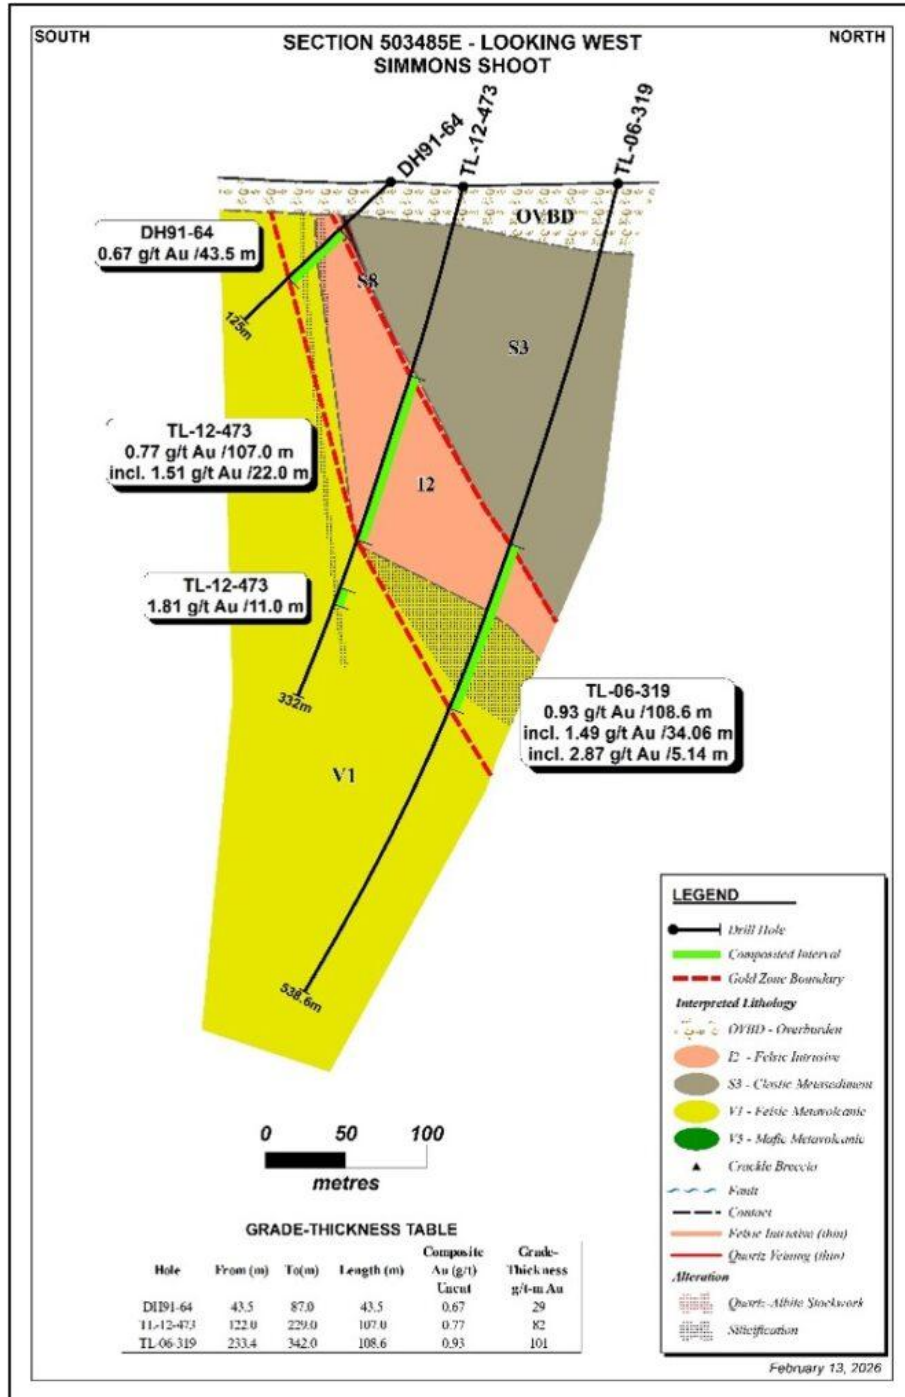 SOUTH
NORTH
SECTION 503485E - LOOKING WEST
SIMMONS SHOOT
DH91-64
TL-12-473
TL-06-319
OVBD
DH91-64
0.67 g/t Au /43.5 m
125m
S8
S3
TL-12-473
0.77 g/t Au /107.0 m
incl. 1.51 g/t Au /22.0 m
I2
TL-12-473
1.81 g/t Au /11.0 m
332m
TL-06-319
0.93 g/t Au /108.6 m
incl. 1.49 g/t Au /34.06 m
incl. 2.87 g/t Au /5.14 m
V1
538.6m
LEGEND
Drill Hole
Composited Interval
Gold Zone Boundary
Interpreted Lithology
OVBD - Overburden
I2 - Felsic Intrusive
S3 - Clastic Metasediment
V1 - Felsic Metavolcanic
V5 - Mafic Metavolcanic
Crackle Breccia
Fault
Contact
Felsic Intrusive (thin)
Quartz Veining (thin)
Alteration
Quartz-Albite Stockwork
Silicification
0 50 100
metres
GRADE-THICKNESS TABLE
Hole From (m) To(m) Length (m) Composite Au (g/t) Uncut Grade-Thickness g/t-m Au
DH91-64 43.5 87.0 43.5 0.67 29
TL-12-473 122.0 229.0 107.0 0.77 82
TL-06-319 233.4 342.0 108.6 0.93 101
February 13, 2026